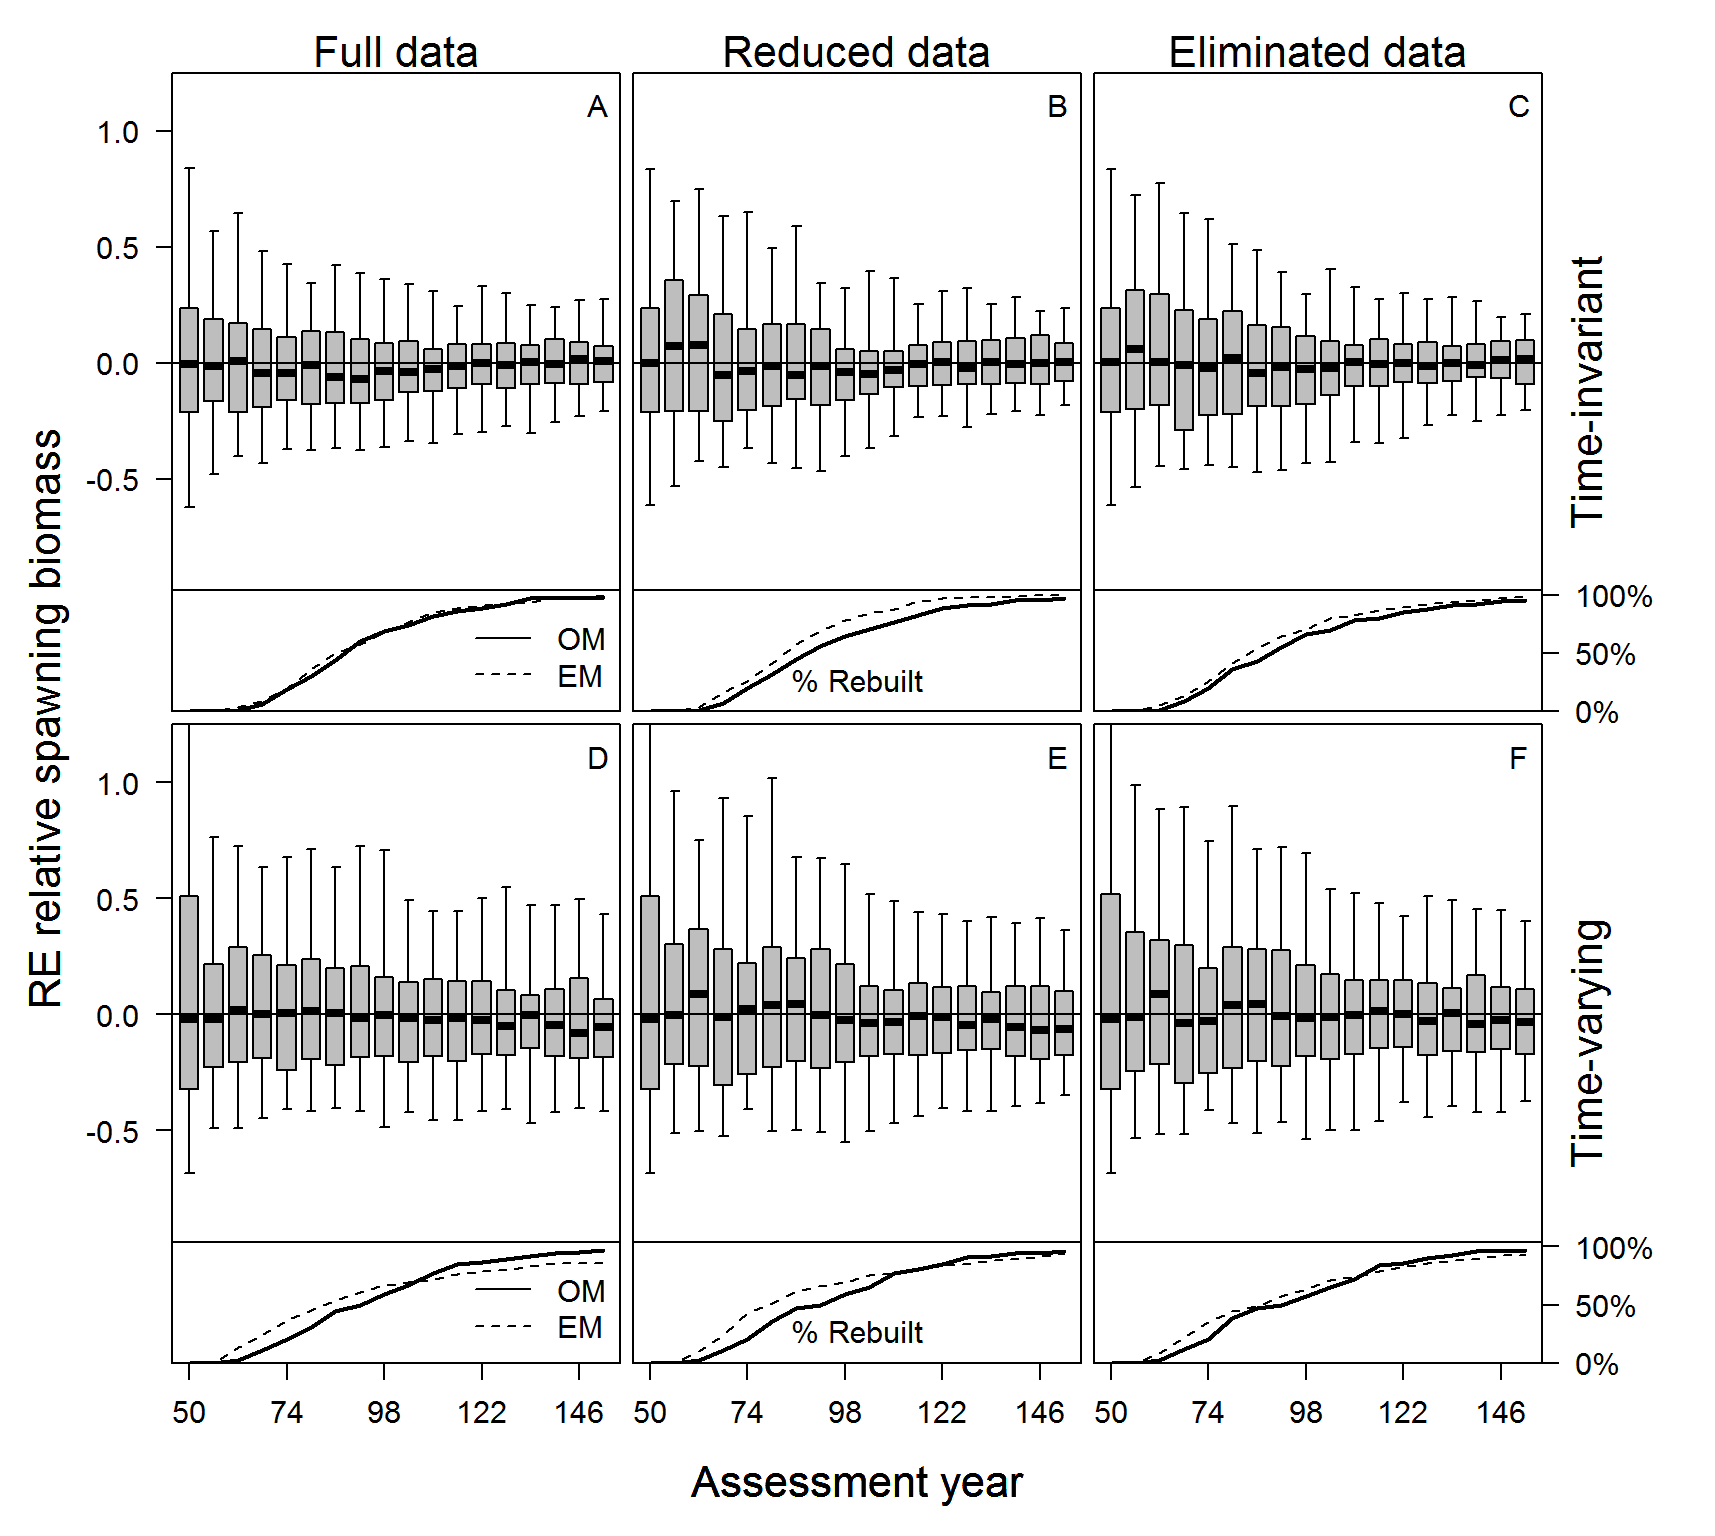 Full data Reduced data Eliminated data
A B C
1.0
0.5
0.0
-0.5
RE relative spawning biomass
Time-invariant
OM
EM
% Rebuilt
100%
50%
0%
D E F
1.0
0.5
0.0
-0.5
Time-varying
OM
EM
% Rebuilt
100%
50%
0%
50 74 98 122 146 50 74 98 122 146 50 74 98 122 146
Assessment year